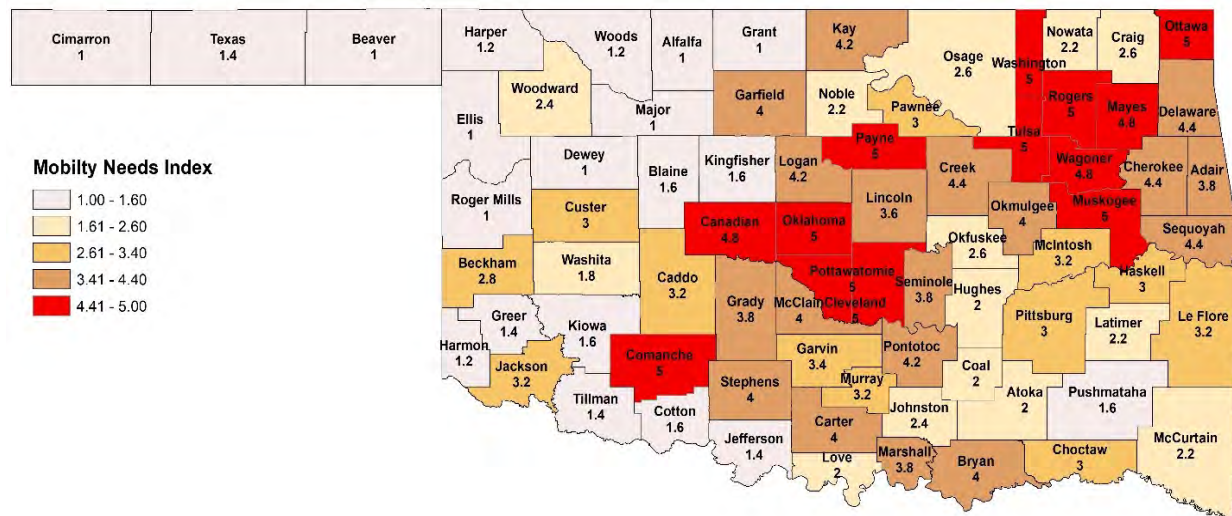 Cimarron
1
Texas
1.4
Beaver
1
Harper
1.2
Woods
1.2
Alfalfa
1
Grant
1
Kay
4.2
Osage
2.6
Washington
5
Nowata
2.2
Craig
2.6
Ottawa
5
Woodward
2.4
Ellis
1
Major
1
Garfield
4
Noble
2.2
Pawnee
3
Rogers
5
Mayes
4.8
Delaware
4.4
Mobilty Needs Index
1.00 - 1.60
1.61 - 2.60
2.61 - 3.40
3.41 - 4.40
4.41 - 5.00
Dewey
1
Blaine
1.6
Kingfisher
1.6
Logan
4.2
Payne
5
Creek
4.4
Tulsa
5
Wagoner
4.8
Cherokee
4.4
Adair
3.8
Roger Mills
1
Custer
3
Canadian
4.8
Oklahoma
5
Lincoln
3.6
Okmulgee
4
Muskogee
5
Sequoyah
4.4
Beckham
2.8
Washita
1.8
Caddo
3.2
Grady
3.8
McClain
4
Cleveland
5
Pottawatomie
5
Seminole
3.8
Okfuskee
2.6
McIntosh
3.2
Haskell
3
Hughes
2
Pittsburg
3
Latimer
2.2
Le Flore
3.2
Greer
1.4
Harmon
1.2
Kiowa
1.6
Jackson
3.2
Comanche
5
Garvin
3.4
Pontotoc
4.2
Coal
2
Tillman
1.4
Cotton
1.6
Stephens
4
Murray
3.2
Johnston
2.4
Atoka
2
Pushmataha
1.6
McCurtain
2.2
Jefferson
1.4
Carter
4
Love
2
Marshall
3.8
Bryan
4
Choctaw
3